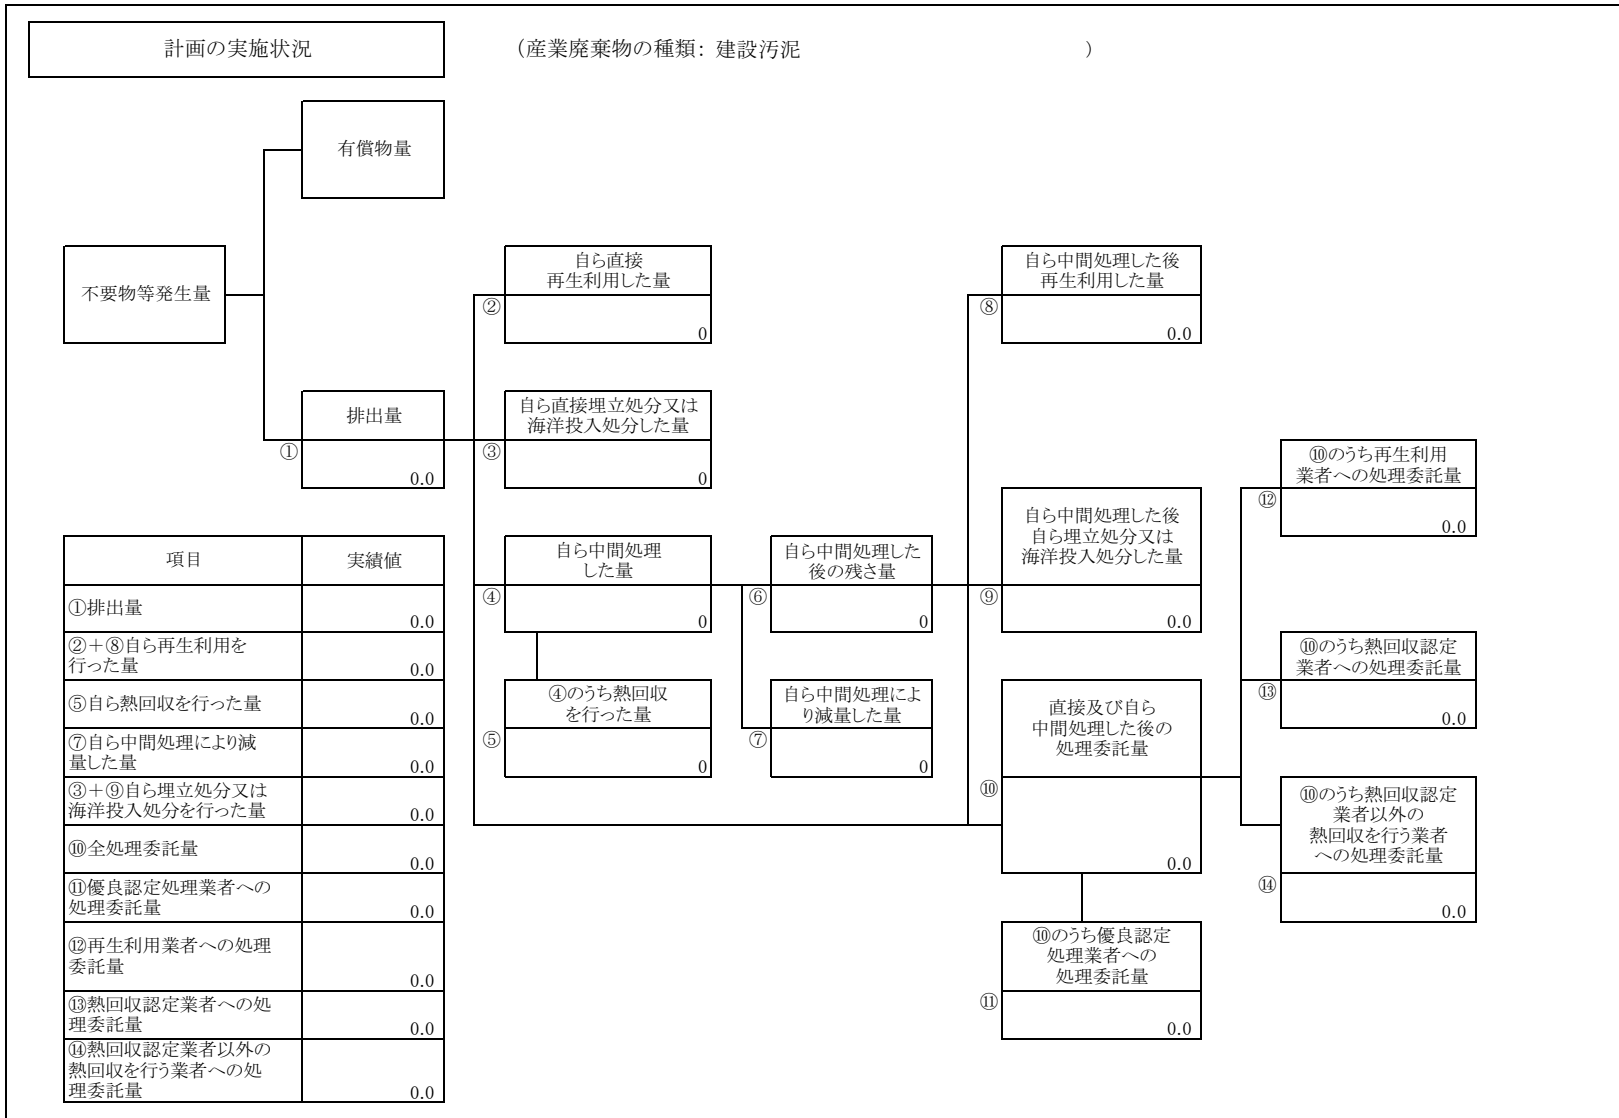 計画の実施状況
（産業廃棄物の種類：建設汚泥　　　　　　　　　　　　　）
有償物量
不要物等発生量
自ら直接
再生利用した量
②
0
自ら中間処理した後
再生利用した量
⑧
0.0
排出量
①
0.0
自ら直接埋立処分又は
海洋投入処分した量
③
0
⑩のうち再生利用
業者への処理委託量
⑫
0.0
自ら中間処理した後
自ら埋立処分又は
海洋投入処分した量
⑨
0.0
自ら中間処理
した量
④
0
自ら中間処理した
後の残さ量
⑥
0
④のうち熱回収
を行った量
⑤
0
自ら中間処理によ
り減量した量
⑦
0
直接及び自ら
中間処理した後の
処理委託量
⑩
0.0
⑩のうち熱回収認定
業者への処理委託量
⑬
0.0
⑩のうち熱回収認定
業者以外の
熱回収を行う業者
への処理委託量
⑭
0.0
⑩のうち優良認定
処理業者への
処理委託量
⑪
0.0
項目 実績値
①排出量
0.0
②＋⑧自ら再生利用を
行った量
0.0
⑤自ら熱回収を行った量
0.0
⑦自ら中間処理により減
量した量
0.0
③＋⑨自ら埋立処分又は
海洋投入処分を行った量
0.0
⑩全処理委託量
0.0
⑪優良認定処理業者への
処理委託量
0.0
⑫再生利用業者への処理
委託量
0.0
⑬熱回収認定業者への処
理委託量
0.0
⑭熱回収認定業者以外の
熱回収を行う業者への処
理委託量
0.0